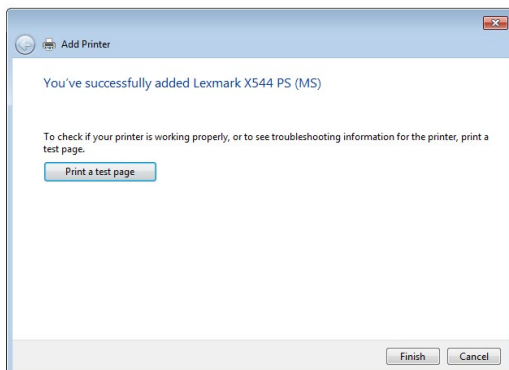 Add Printer
You've successfully added Lexmark X544 PS (MS)
To check if your printer is working properly, or to see troubleshooting information for the printer, print a
test page.
Print a test page
Finish Cancel